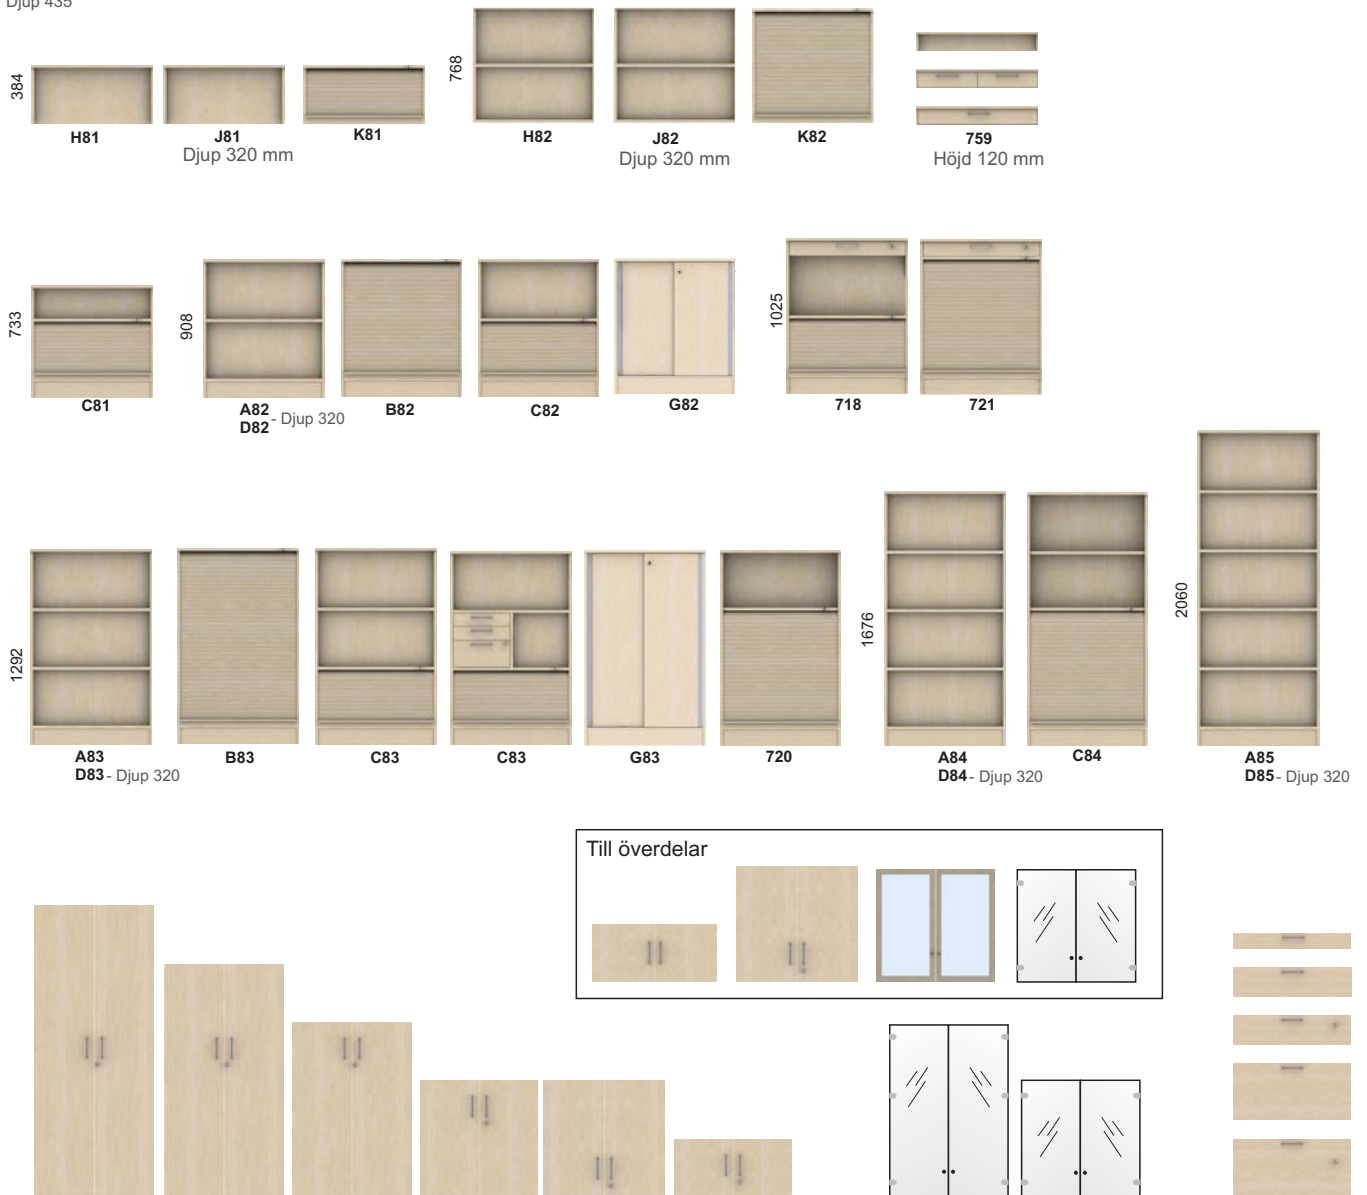 Djup 435
384
H81
J81
Djup 320 mm
K81
768
H82
J82
Djup 320 mm
K82
759
Höjd 120 mm
733
C81
908
A82
D82 - Djup 320
B82
C82
G82
1025
718
721
1292
A83
D83 - Djup 320
B83
C83
C83
G83
720
1676
A84
D84 - Djup 320
C84
2060
A85
D85 - Djup 320
Till överdelar